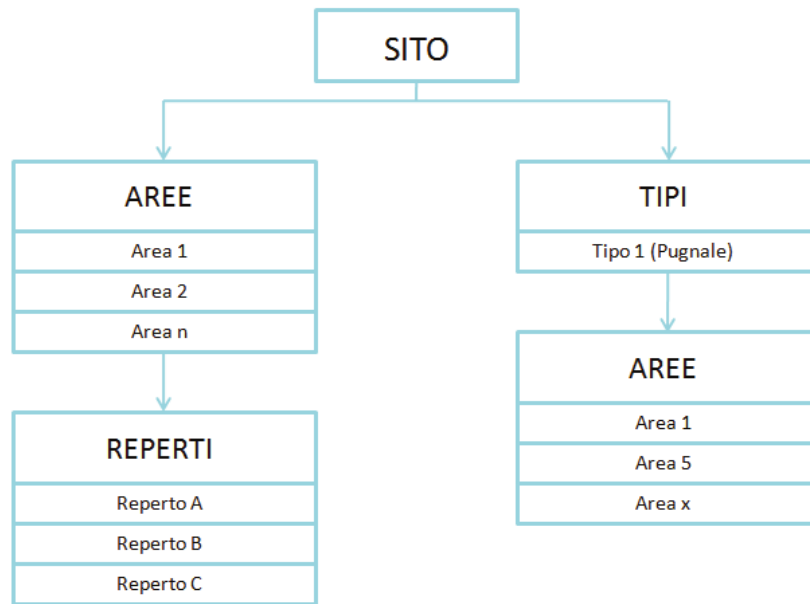 SITO
AREE
Area 1
Area 2
Area n
REPERTI
Reperto A
Reperto B
Reperto C
TIPI
Tipo 1 (Pugnale)
AREE
Area 1
Area 5
Area x